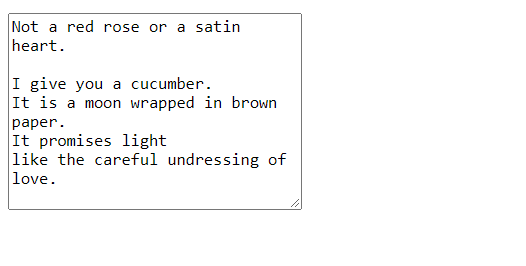 Not a red rose or a satin
heart.

I give you a cucumber.
It is a moon wrapped in brown
paper.
It promises light
like the careful undressing of
love.